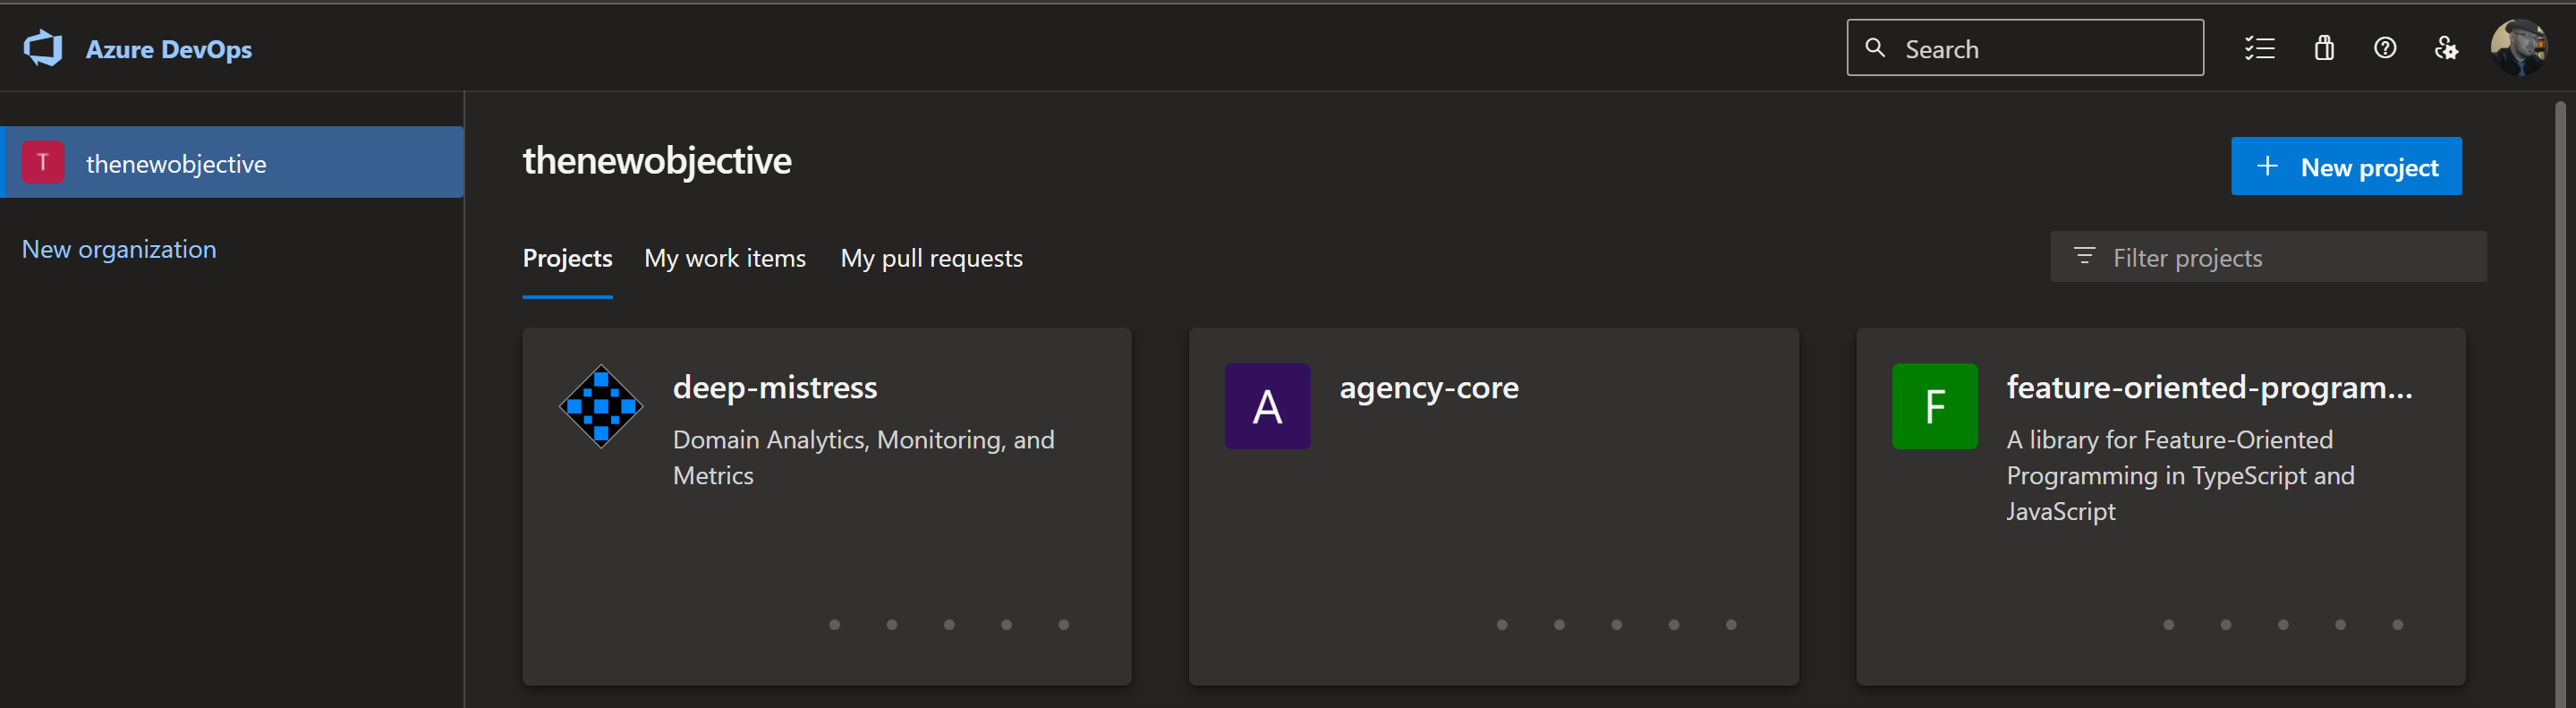 Azure DevOps
Search
T
thenewobjective
New organization
thenewobjective
New project
Projects
My work items
My pull requests
Filter projects
deep-mistress
Domain Analytics, Monitoring, and
Metrics
A
agency-core
F
feature-oriented-program...
A library for Feature-Oriented
Programming in TypeScript and
JavaScript